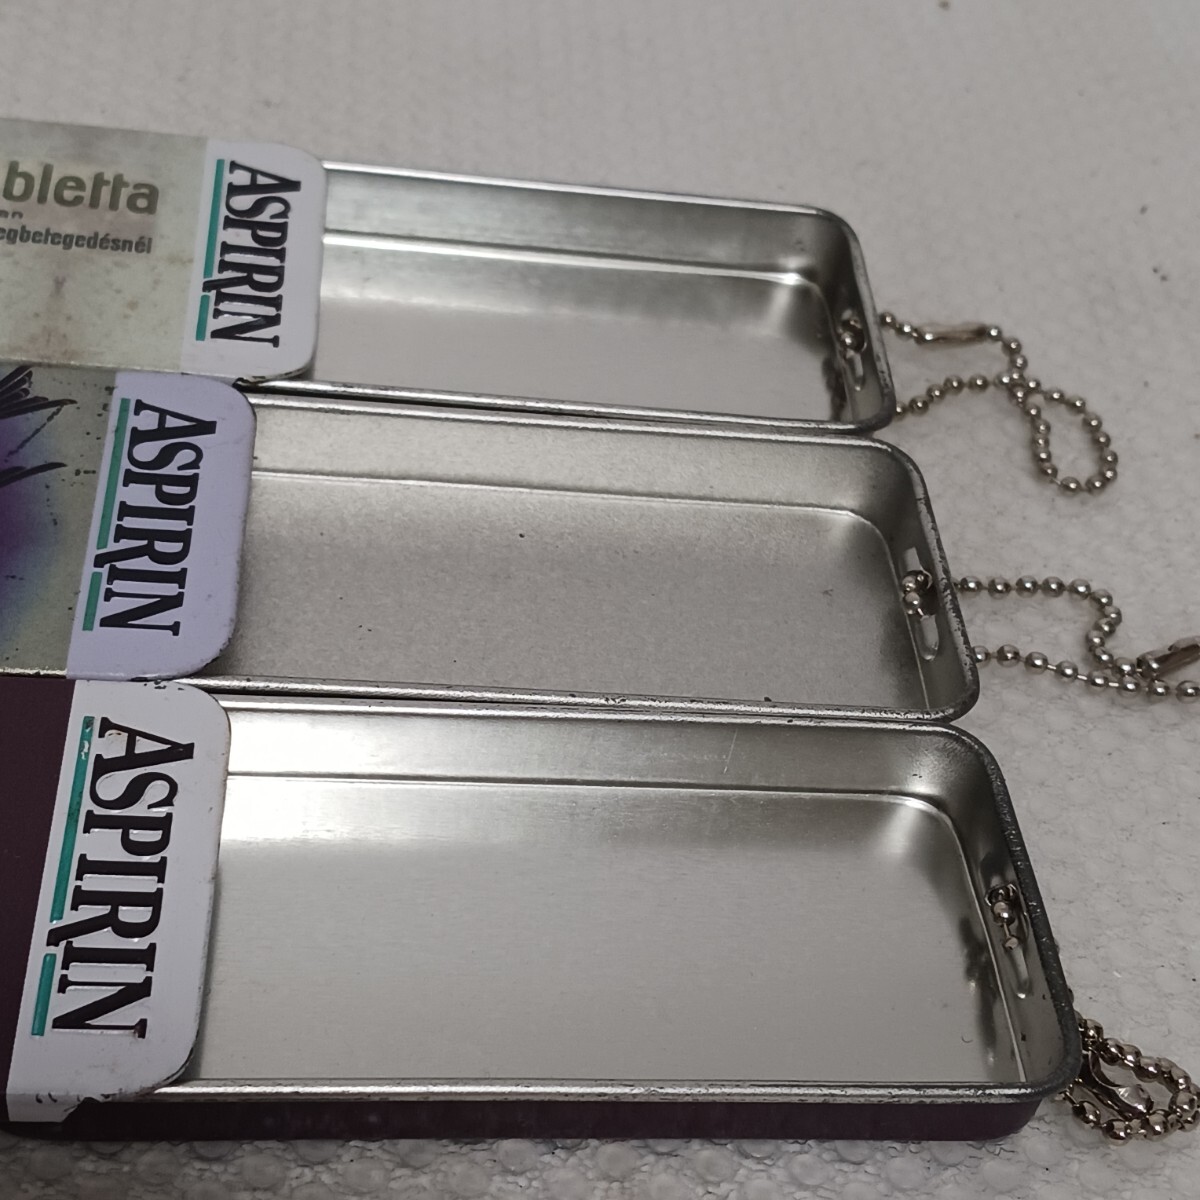 bletta
egbetegedésnél
ASPIRIN
ASPIRIN
ASPIRIN